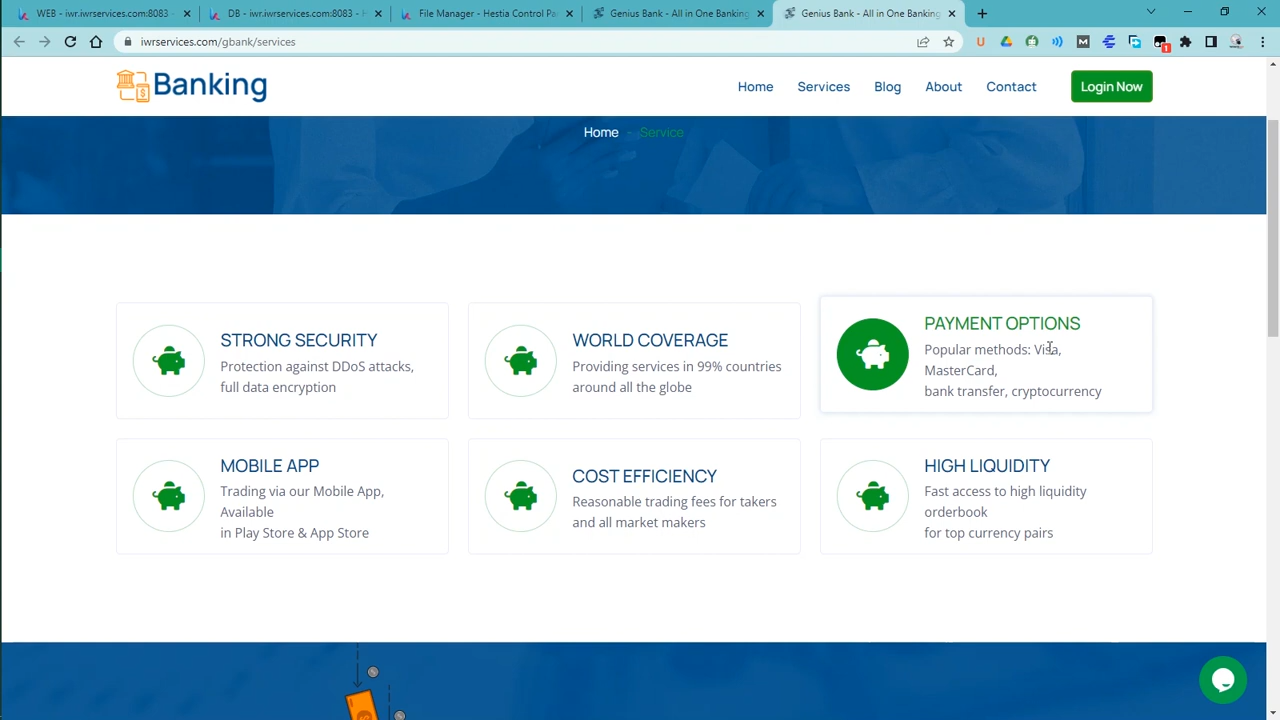 WEB - iwr.iwrservices.com:8083 -
DB - iwr.iwrservices.com:8083 - H
File Manager - Hestia Control Pa
Genius Bank - All in One Banking
Genius Bank - All in One Banking
iwrservices.com/gbank/services
1
Banking
Home
Services
Blog
About
Contact
Login Now
Home - Service
STRONG SECURITY
Protection against DDoS attacks,
full data encryption
WORLD COVERAGE
Providing services in 99% countries
around all the globe
PAYMENT OPTIONS
Popular methods: Visa,
MasterCard,
bank transfer, cryptocurrency
MOBILE APP
Trading via our Mobile App,
Available
in Play Store & App Store
COST EFFICIENCY
Reasonable trading fees for takers
and all market makers
HIGH LIQUIDITY
Fast access to high liquidity
orderbook
for top currency pairs